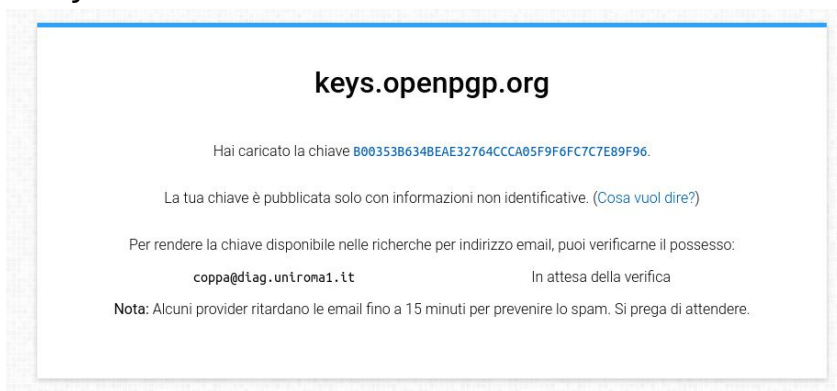 keys.openpgp.org
Hai caricato la chiave B00353B634BEAE32764CCCA05F9F6FC7C7E89F96.
La tua chiave è pubblicata solo con informazioni non identificative. (Cosa vuol dire?)
Per rendere la chiave disponibile nelle ricerche per indirizzo email, puoi verificarne il possesso:
coppa@diag.uniroma1.it In attesa della verifica
Nota: Alcuni provider ritardano le email fino a 15 minuti per prevenire lo spam. Si prega di attendere.